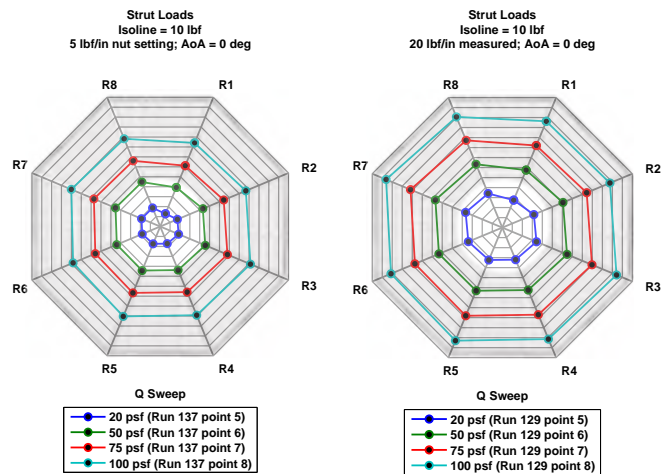 Strut Loads
Isoline = 10 lbf
5 lbf/in nut setting; AoA = 0 deg
R8
R1
R7
R2
R6
R3
R5
R4
Q Sweep
20 psf (Run 137 point 5)
50 psf (Run 137 point 6)
75 psf (Run 137 point 7)
100 psf (Run 137 point 8)
Strut Loads
Isoline = 10 lbf
20 lbf/in measured; AoA = 0 deg
R8
R1
R7
R2
R6
R3
R5
R4
Q Sweep
20 psf (Run 129 point 5)
50 psf (Run 129 point 6)
75 psf (Run 129 point 7)
100 psf (Run 129 point 8)